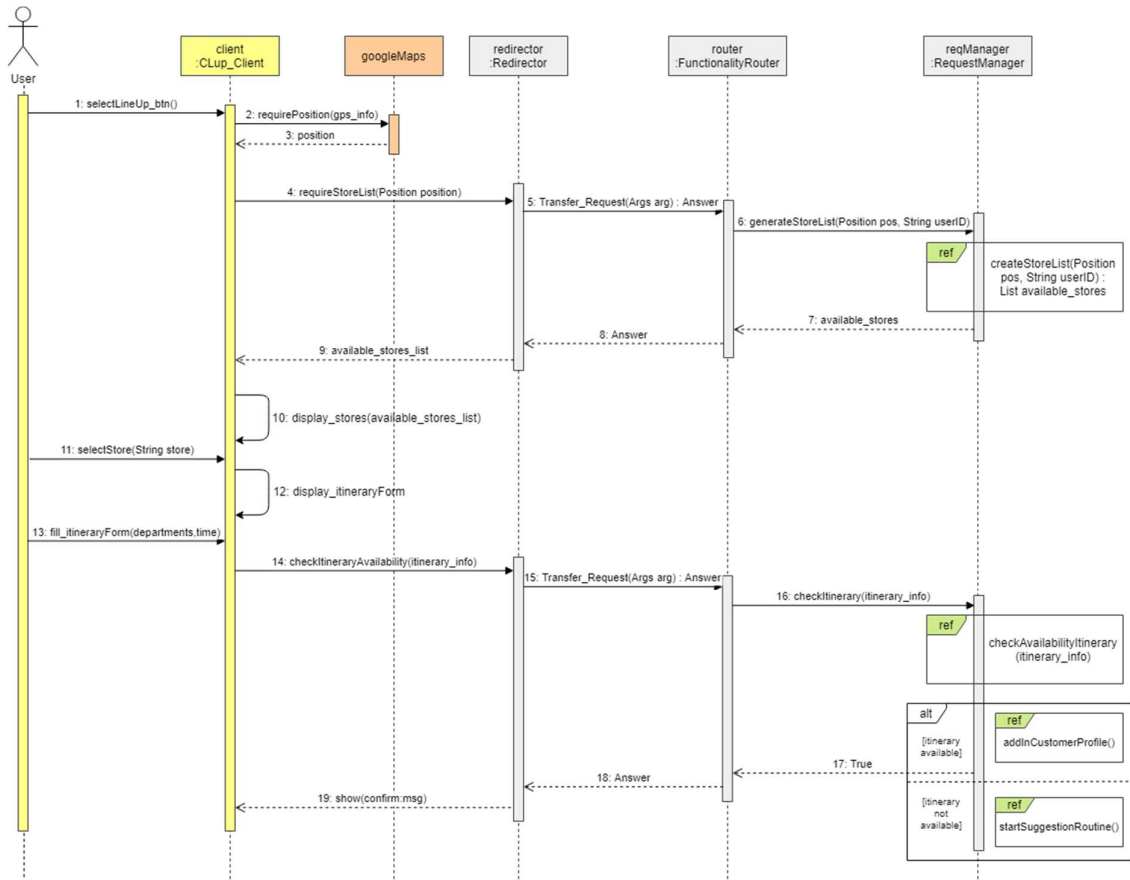 client
:CLup_Client
googleMaps
redirector
:Redirector
router
:FunctionalityRouter
reqManager
:RequestManager
User
1: selectLineUp_btn()
2: requirePosition(gps_info)
3: position
4: requireStoreList(Position position)
5: Transfer_Request(Args arg) : Answer
6: generateStoreList(Position pos, String userID)
ref
createStoreList(Position
pos, String userID) :
List available_stores
7: available_stores
8: Answer
9: available_stores_list
10: display_stores(available_stores_list)
11: selectStore(String store)
12: display_itineraryForm
13: fill_itineraryForm(departments,time)
14: checkItineraryAvailability(itinerary_info)
15: Transfer_Request(Args arg) : Answer
16: checkItinerary(itinerary_info)
ref
checkAvailabilityItinerary
(itinerary_info)
alt
[itinerary
available]
ref
addInCustomerProfile()
17: True
18: Answer
19: show(confirm:msg)
[itinerary
not
available]
ref
startSuggestionRoutine()